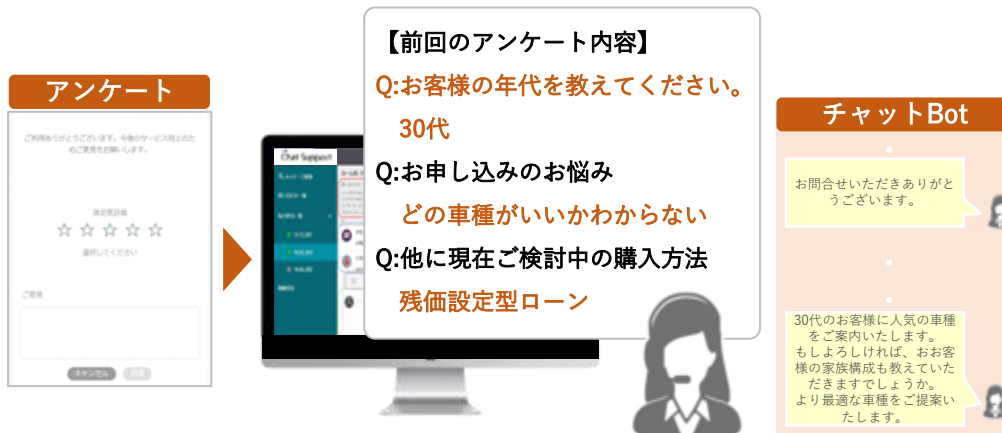 アンケート
ご利用ありがとうございます。今後のサービス向上のた
めご意見をお願いします。
満足度評価
選択してください
ご意見
キャンセル
送信
Chat Support
【前回のアンケート内容】
Q:お客様の年代を教えてください。
30代
Q:お申し込みのお悩み
どの車種がいいかわからない
Q:他に現在ご検討中の購入方法
残価設定型ローン
チャットBot
お問合せいただきありがと
うございます。
30代のお客様に人気の車種
をご案内いたします。
もしよろしければ、おお客
様の家族構成も教えていた
だきますでしょうか。
より最適な車種をご提案い
たします。